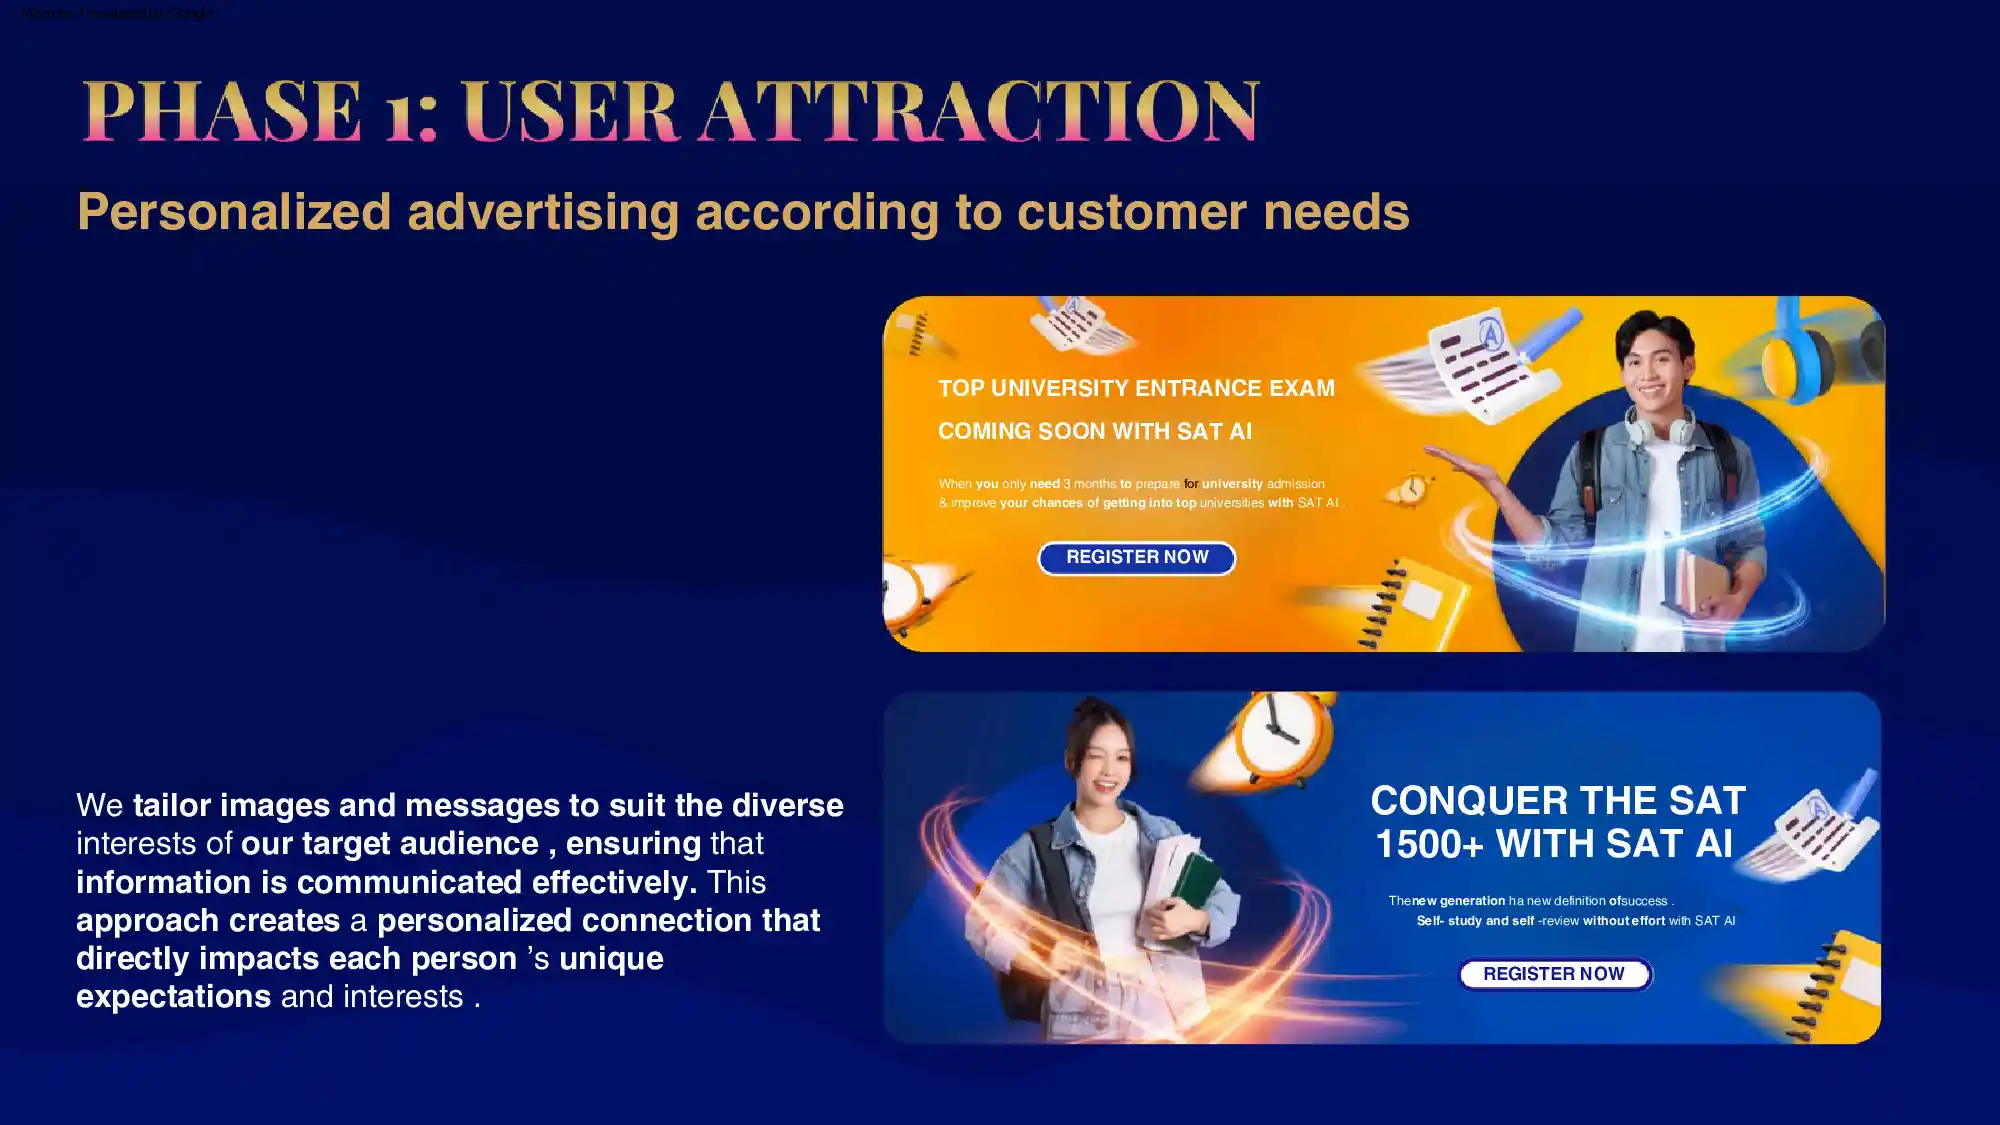 Machine Translated by Google
PHASE 1: USER ATTRACTION
Personalized advertising according to customer needs
TOP UNIVERSITY ENTRANCE EXAM
COMING SOON WITH SAT AI
When you only need 3 months to prepare for university admission
& improve your chances of getting into top universities with SAT AI .
REGISTER NOW
We tailor images and messages to suit the diverse
interests of our target audience , ensuring that
information is communicated effectively. This
approach creates a personalized connection that
directly impacts each person ’s unique
expectations and interests .
CONQUER THE SAT
1500+ WITH SAT AI
Thenew generation ha new definition ofsuccess .
Self- study and self -review without effort with SAT AI
REGISTER NOW